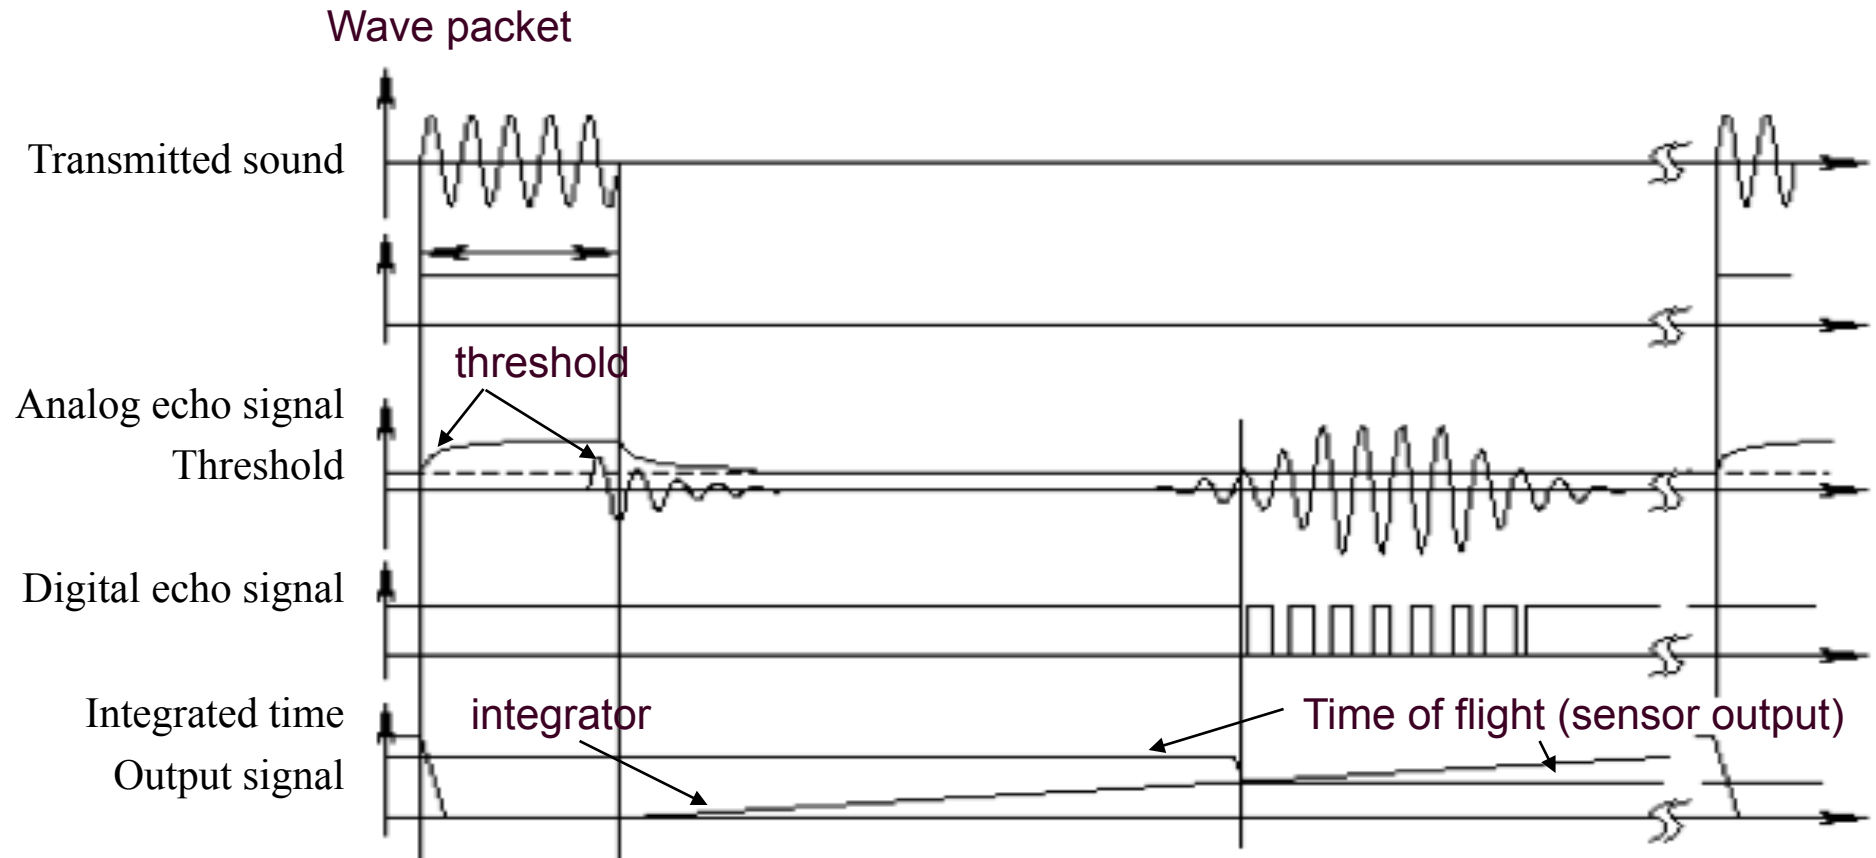 Wave packet
Transmitted sound
threshold
Analog echo signal
Threshold
Digital echo signal
Integrated time
integrator
Time of flight (sensor output)
Output signal